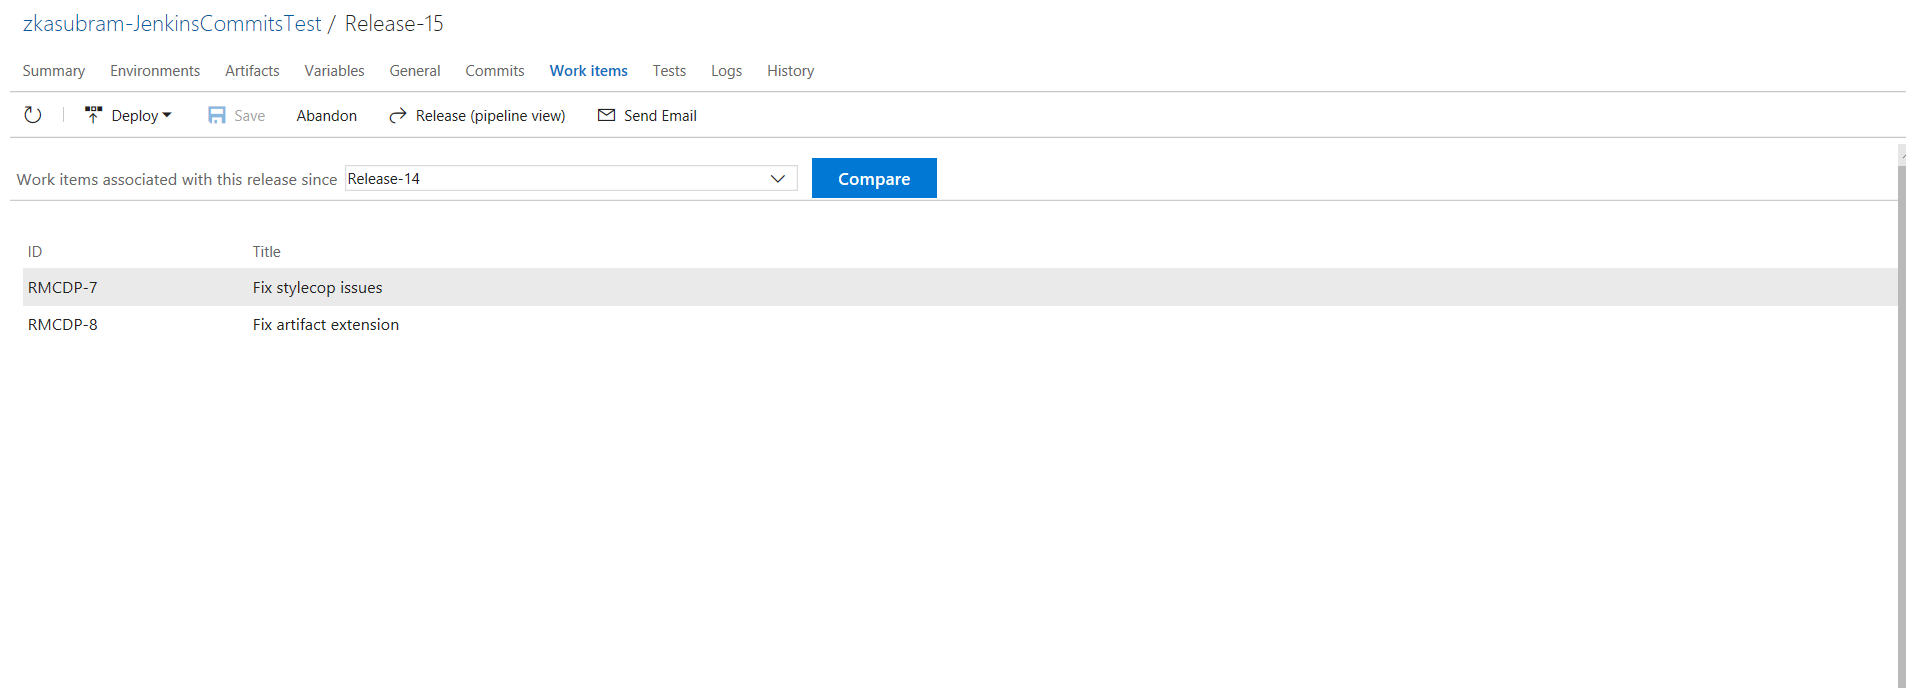 zkasubram-JenkinsCommitsTest / Release-15
Summary Environments Artifacts Variables General Commits Work items Tests Logs History
Deploy Save Abandon Release (pipeline view) Send Email
Work items associated with this release since Release-14 Compare
ID Title
RMCDP-7 Fix stylecop issues
RMCDP-8 Fix artifact extension